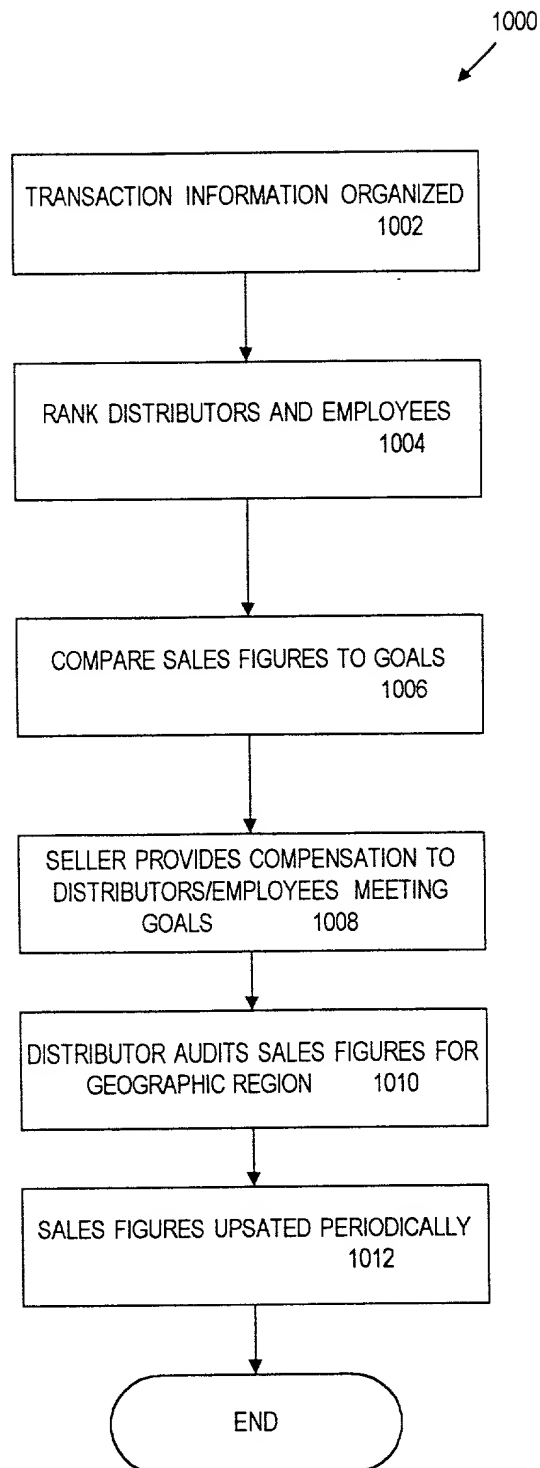 1000
TRANSACTION INFORMATION ORGANIZED
1002
RANK DISTRIBUTORS AND EMPLOYEES
1004
COMPARE SALES FIGURES TO GOALS
1006
SELLER PROVIDES COMPENSATION TO
DISTRIBUTORS/EMPLOYEES MEETING
GOALS 1008
DISTRIBUTOR AUDITS SALES FIGURES FOR
GEOGRAPHIC REGION 1010
SALES FIGURES UPSATED PERIODICALLY
1012
END